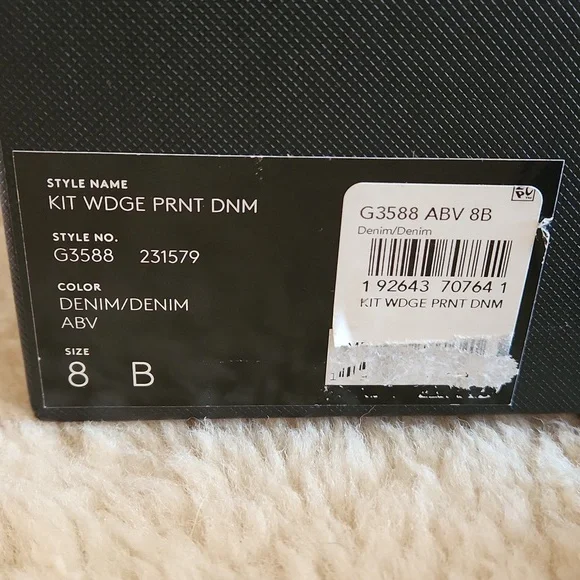 STYLE NAME
KIT WDGE PRNT DNM
STYLE NO.
G3588 231579
COLOR
DENIM/DENIM
ABV
SIZE
8 B
G3588 ABV 8B
Denim/Denim
1 92643 70764 1
KIT WDGE PRNT DNM